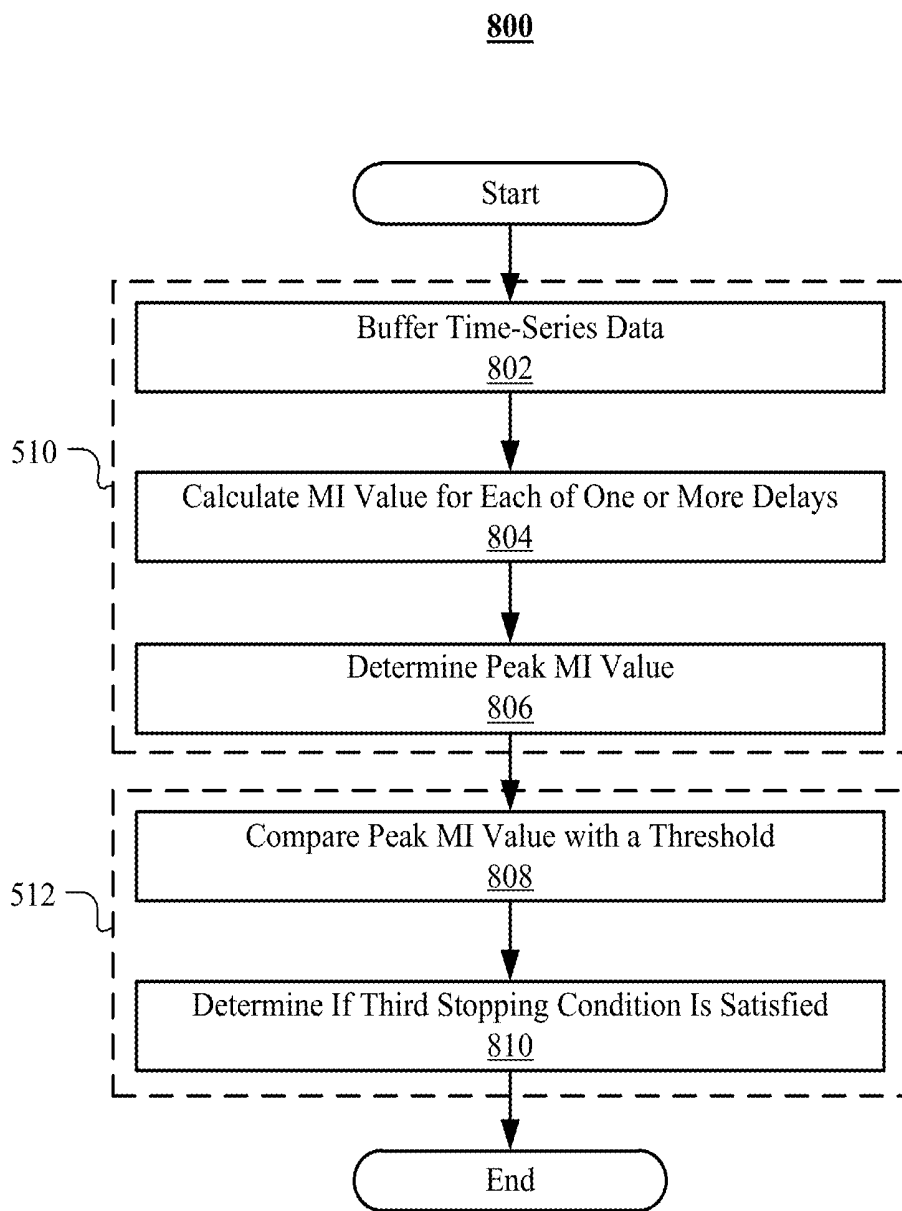 800
Start
Buffer Time-Series Data
802
510
Calculate MI Value for Each of One or More Delays
804
Determine Peak MI Value
806
Compare Peak MI Value with a Threshold
808
512
Determine If Third Stopping Condition Is Satisfied
810
End